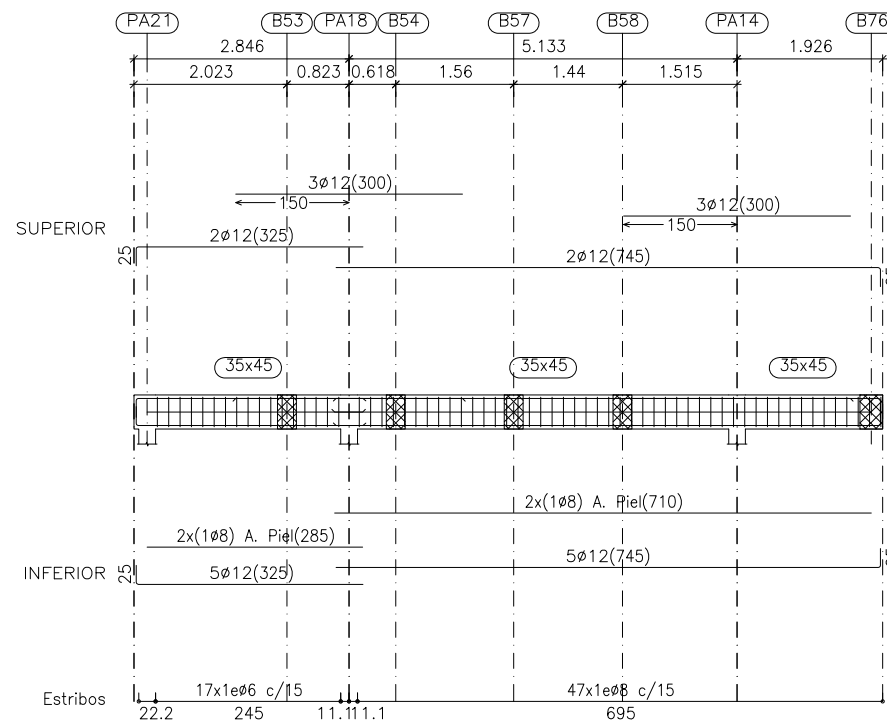 PA21 B53 PA18 B54 B57 B58 PA14 B76
2.846 5.133 1.926
2.023 0.823 0.618 1.56 1.44 1.515
3ø12(300)
150
3ø12(300)
150
SUPERIOR
2ø12(325)
25
2ø12(745)
35x45 35x45 35x45
2x(1ø8) A. Piel(710)
2x(1ø8) A. Piel(285)
INFERIOR
25
5ø12(325)
5ø12(745)
Estribos
17x1eø6 c/15 47x1eø8 c/15
22.2 245 11.1 11.1 695